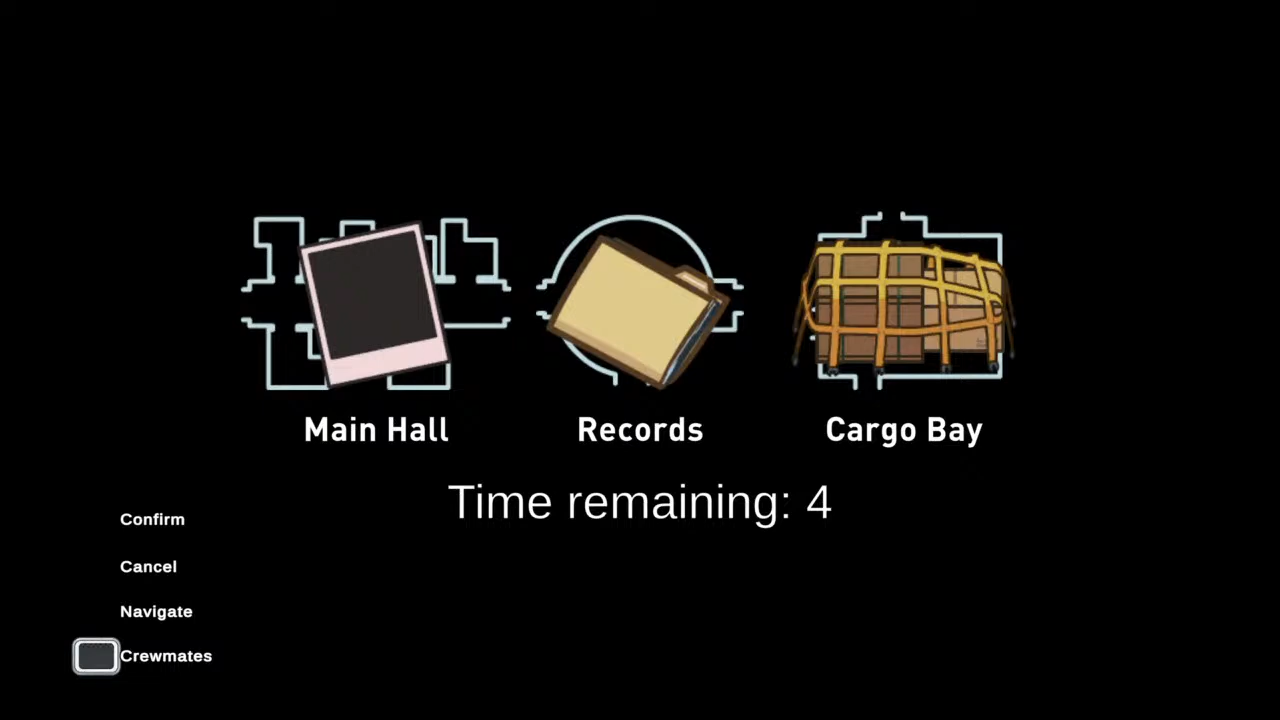 Main Hall
Records
Cargo Bay
Time remaining: 4
Confirm
Cancel
Navigate
Crewmates